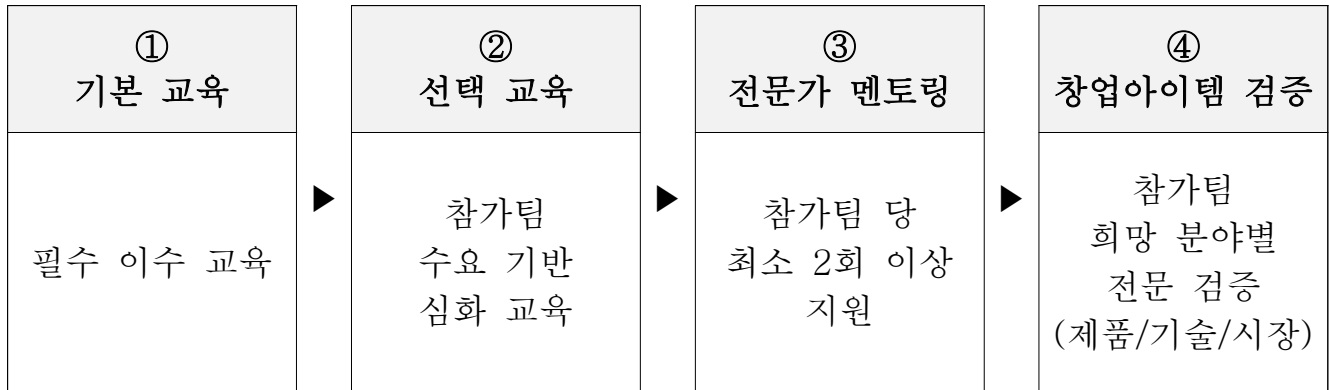 ①
기본 교육
필수 이수 교육
▶
②
선택 교육
참가팀
수요 기반
심화 교육
▶
③
전문가 멘토링
참가팀 당
최소 2회 이상
지원
▶
④
창업아이템 검증
참가팀
희망 분야별
전문 검증
(제품/기술/시장)